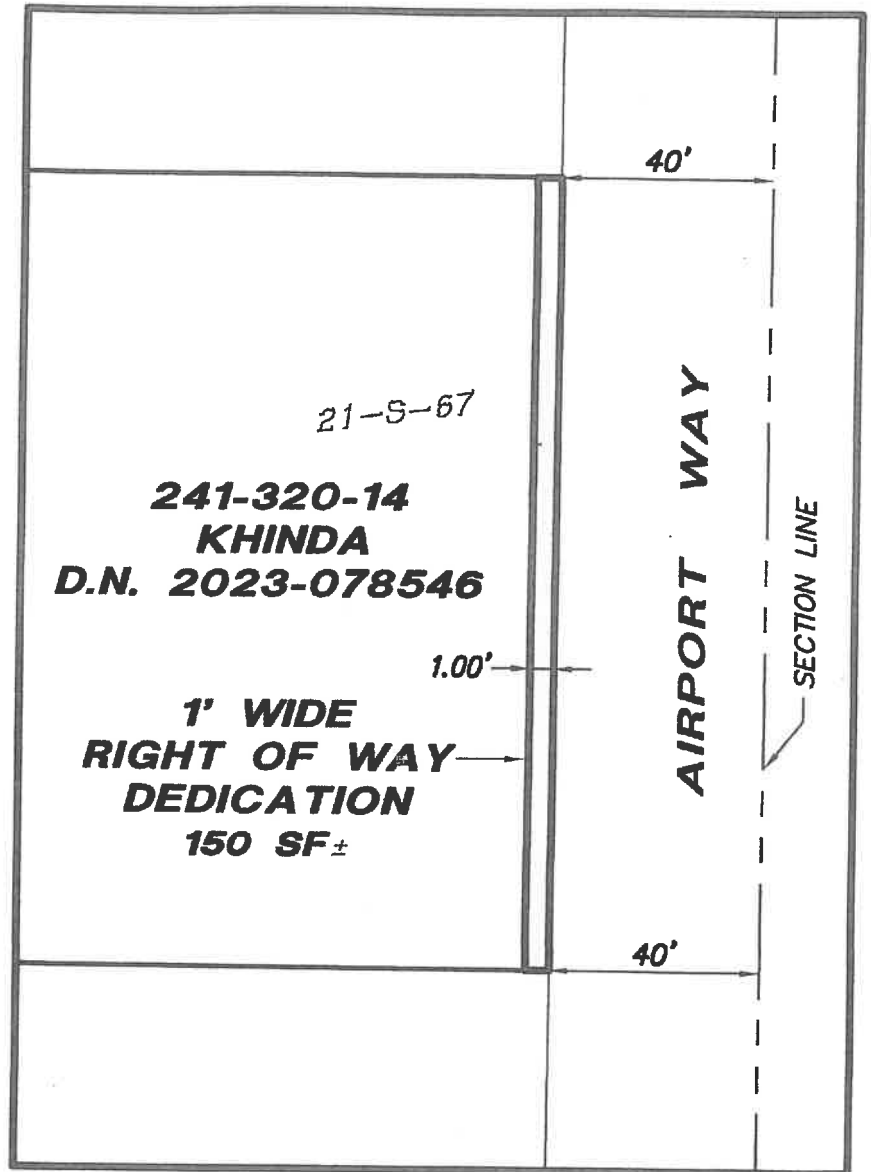 40'
21-S-67
241-320-14
KHINDA
D.N. 2023-078546
AIRPORT WAY
SECTION LINE
1.00'
1' WIDE
RIGHT OF WAY
DEDICATION
150 SF±
40'